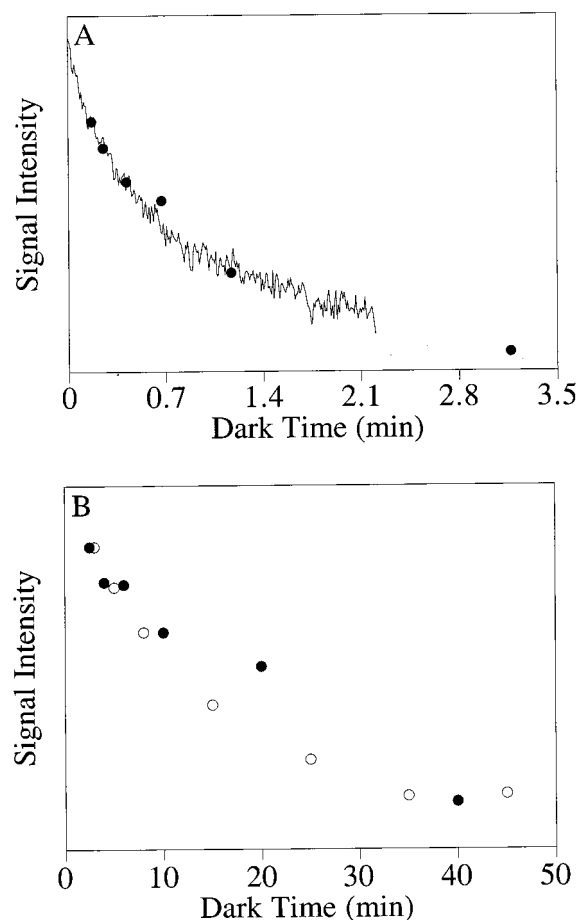 A
Signal Intensity
0 0.7 1.4 2.1 2.8 3.5
Dark Time (min)
B
Signal Intensity
0 10 20 30 40 50
Dark Time (min)